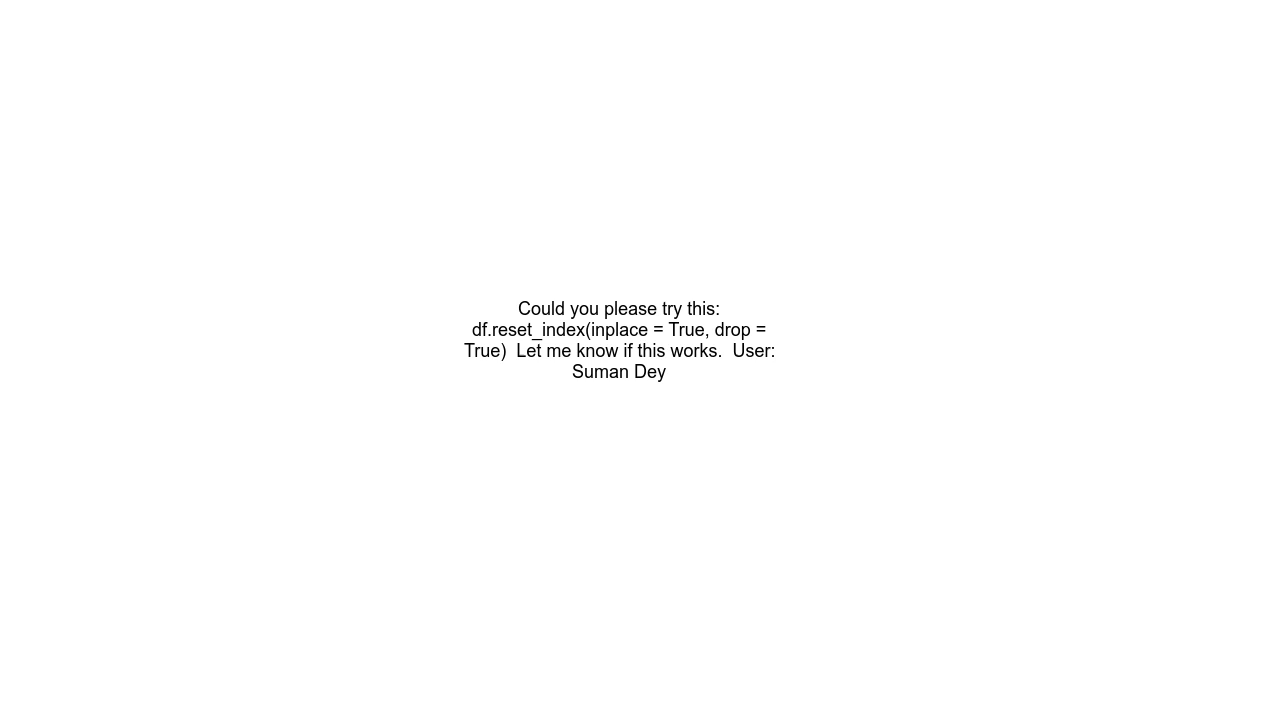 Could you please try this:
df.reset_index(inplace = True, drop =
True)  Let me know if this works.  User:
Suman Dey